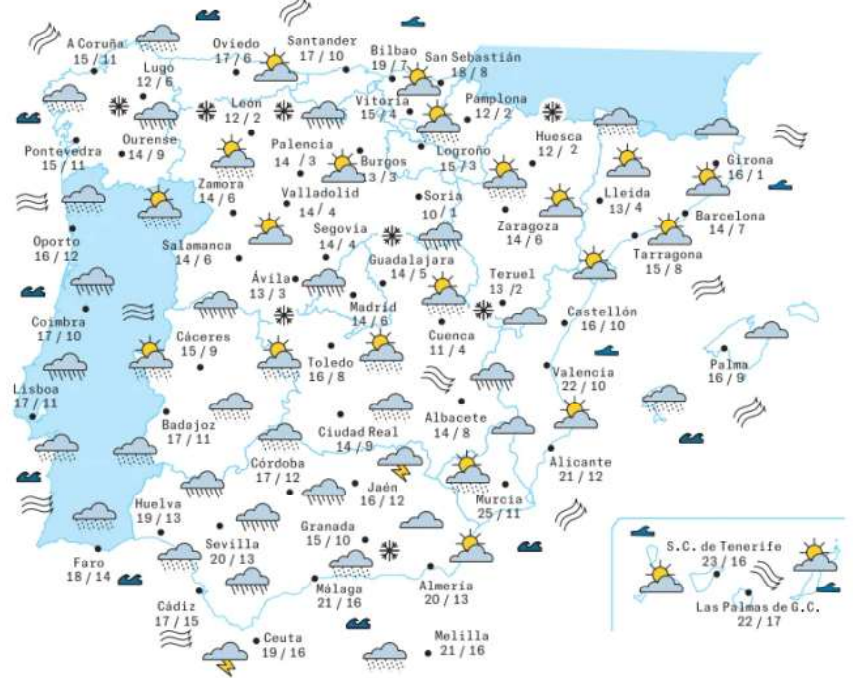 A Coruña
15 / 11
Lugo
12 / 6
Oviedo
17 / 6
Santander
17 / 10
Bilbao
19 / 7
San Sebastián
18 / 8
Vitoria
15 / 4
Pamplona
12 / 2
León
12 / 2
Pontevedra
15 / 11
Ourense
14 / 9
Palencia
14 / 3
Burgos
13 / 3
Logroño
15 / 3
Huesca
12 / 2
Girona
16 / 1
Zamora
14 / 6
Valladolid
14 / 4
Soria
10 / 1
Zaragoza
14 / 6
Lleida
13 / 4
Barcelona
14 / 7
Tarragona
15 / 8
Oporto
16 / 12
Salamanca
14 / 6
Segovia
14 / 4
Guadalajara
14 / 5
Ávila
13 / 3
Madrid
14 / 6
Teruel
13 / 2
Coimbra
17 / 10
Cáceres
15 / 9
Toledo
16 / 8
Cuenca
11 / 4
Castellón
16 / 10
Palma
16 / 9
Valencia
22 / 10
Lisboa
17 / 11
Badajoz
17 / 11
Ciudad Real
14 / 9
Albacete
14 / 8
Alicante
21 / 12
Córdoba
17 / 12
Jaén
16 / 12
Murcia
25 / 11
Huelva
19 / 13
Sevilla
20 / 13
Granada
15 / 10
Faro
18 / 14
Málaga
21 / 16
Almería
20 / 13
Cádiz
17 / 15
Ceuta
19 / 16
Melilla
21 / 16
S.C. de Tenerife
23 / 16
Las Palmas de G.C.
22 / 17